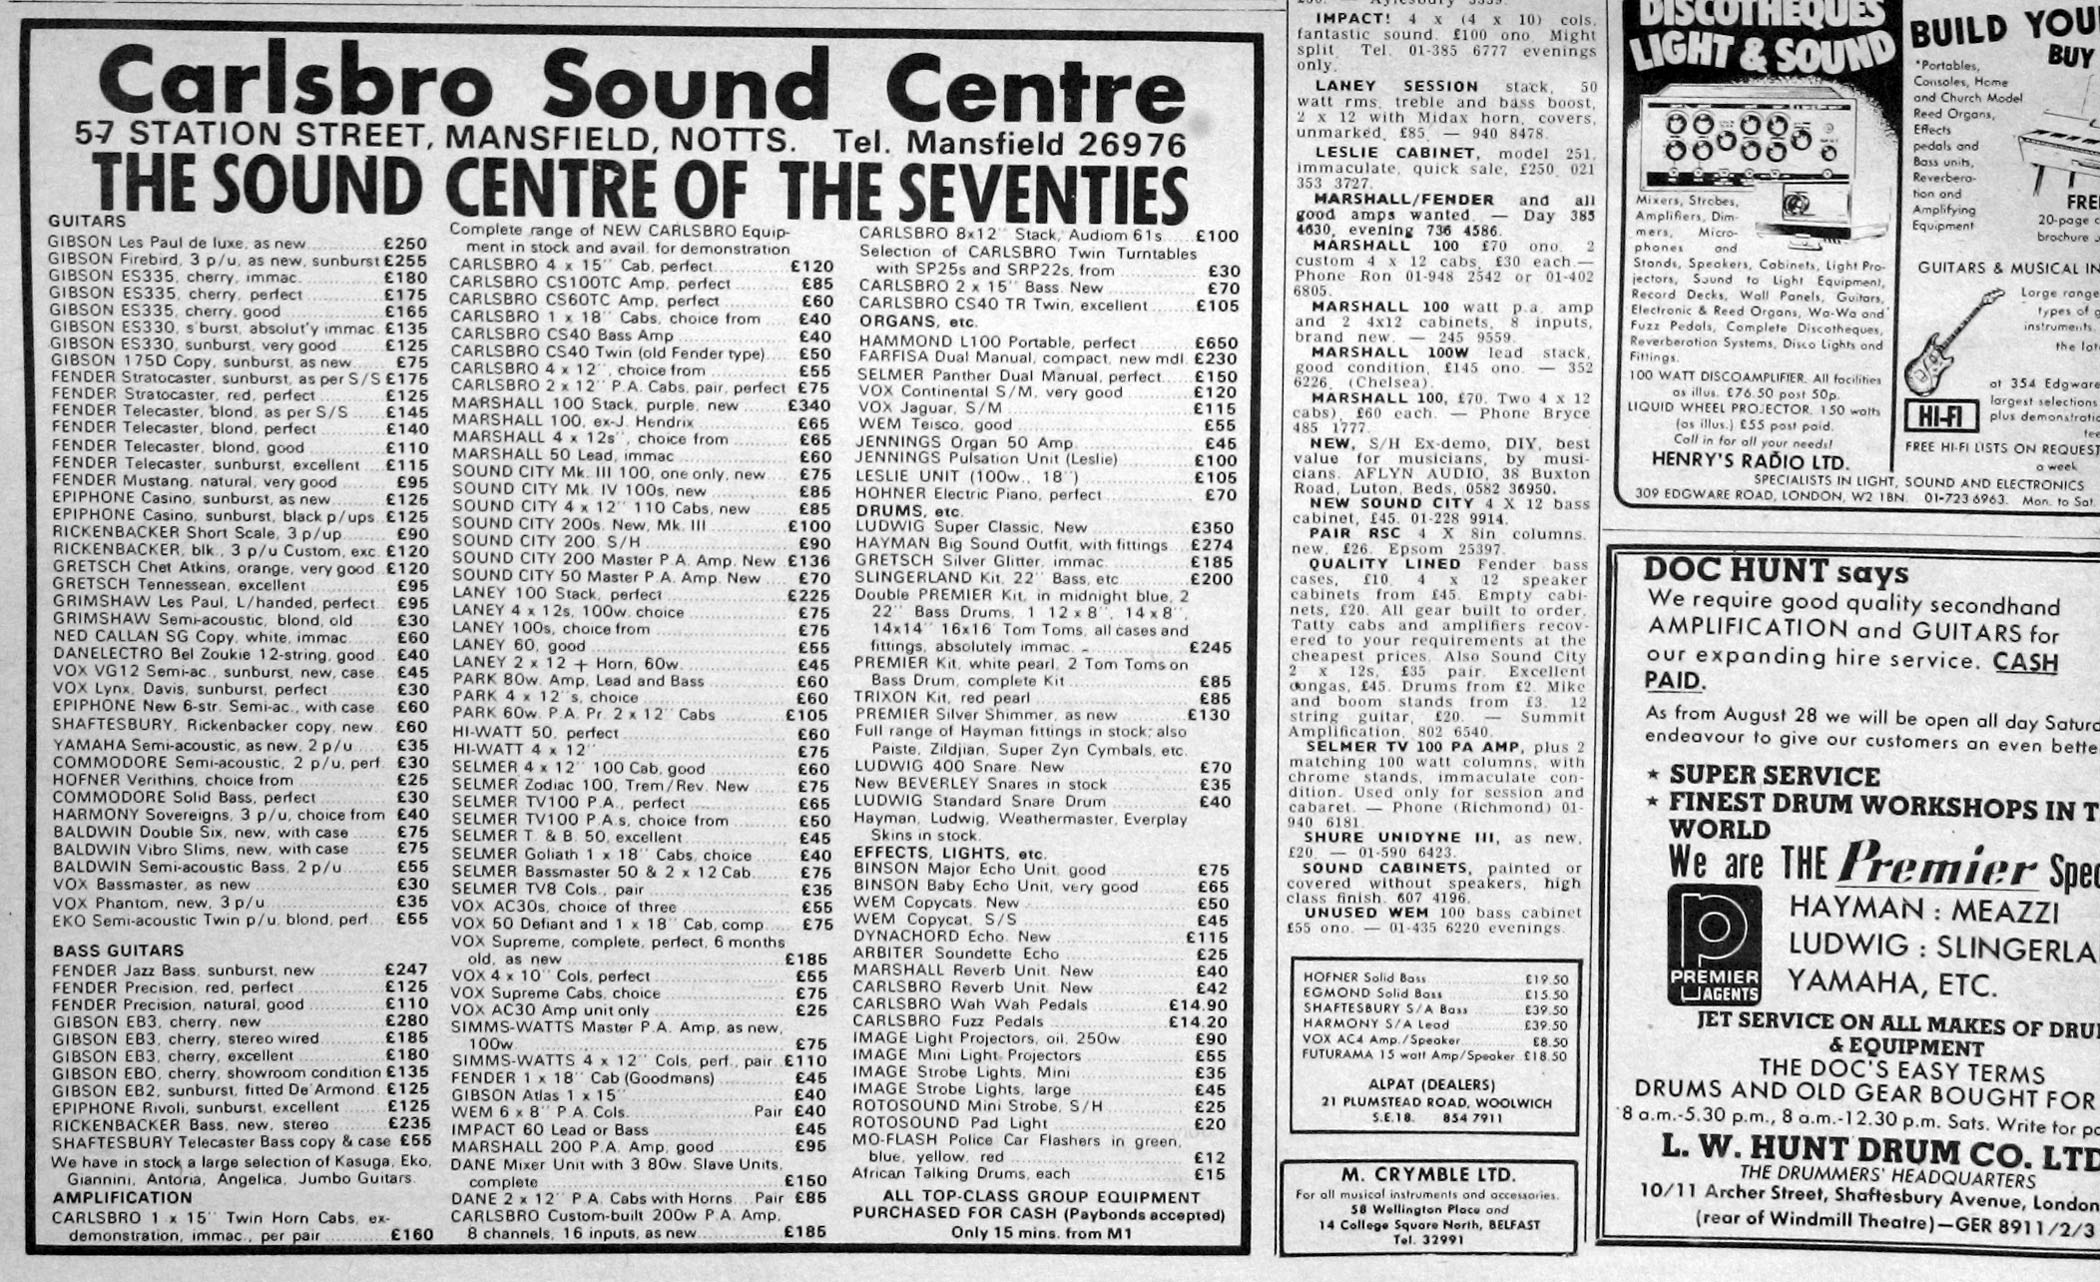 Carlsbro Sound Centre
5-7 STATION STREET, MANSFIELD, NOTTS. Tel. Mansfield 26976
THE SOUND CENTRE OF THE SEVENTIES
GUITARS
GIBSON Les Paul de luxe, as new £250
GIBSON Firebird, 3 p/u, as new, sunburst £255
GIBSON ES335, cherry, immac. £180
GIBSON ES335, cherry, perfect £175
GIBSON ES335, cherry, good £165
GIBSON ES330, s'burst, absolut'y immac. £135
GIBSON ES330, sunburst, very good £125
GIBSON 175D Copy, sunburst, as new £75
FENDER Stratocaster, sunburst, as per S/S £175
FENDER Stratocaster, red, perfect £125
FENDER Telecaster, blond, as per S/S £145
FENDER Telecaster, blond, perfect £140
FENDER Telecaster, blond, good £110
FENDER Telecaster, sunburst, excellent £115
FENDER Mustang, natural, very good £95
EPIPHONE Casino, sunburst, as new £125
EPIPHONE Casino, sunburst, black p/ups £125
RICKENBACKER Short Scale, 3 p/up £90
RICKENBACKER, blk., 3 p/u Custom, exc. £120
GRETSCH Chet Atkins, orange, very good £120
GRETSCH Tennessean, excellent £95
GRIMSHAW Les Paul, L/handed, perfect £95
GRIMSHAW Semi-acoustic, blond, old £30
NED CALLAN SG Copy, white, immac £60
DANELECTRO Bel Zoukie 12-string, good £40
VOX VG12 Semi-ac., sunburst, new, case £45
VOX Lynx, Davis, sunburst, perfect £30
EPIPHONE New 6-str. Semi-ac., with case £60
SHAFTESBURY, Rickenbacker copy, new £60
YAMAHA Semi-acoustic, as new, 2 p/u £35
COMMODORE Semi-acoustic, 2 p/u, perf. £30
HOFNER Verithins, choice from £25
COMMODORE Solid Bass, perfect £30
HARMONY Sovereigns, 3 p/u, choice from £40
BALDWIN Double Six, new, with case £75
BALDWIN Vibro Slims, new, with case £75
BALDWIN Semi-acoustic Bass, 2 p/u £55
VOX Bassmaster, as new £30
VOX Phantom, new, 3 p/u £35
EKO Semi-acoustic Twin p/u, blond, perf. £55
BASS GUITARS
FENDER Jazz Bass, sunburst, new £247
FENDER Precision, red, perfect £125
FENDER Precision, natural, good £110
GIBSON EB3, cherry, new £280
GIBSON EB3, cherry, stereo wired £185
GIBSON EB3, cherry, excellent £180
GIBSON EBO, cherry, showroom condition £135
GIBSON EB2, sunburst, fitted De'Armond £125
EPIPHONE Rivoli, sunburst, excellent £125
RICKENBACKER Bass, new, stereo £235
SHAFTESBURY Telecaster Bass copy & case £55
We have in stock a large selection of Kasuga, Eko,
Giannini, Antoria, Angelica, Jumbo Guitars.
AMPLIFICATION
CARLSBRO 1 x 15" Twin Horn Cabs, ex-
demonstration, immac., per pair £160
Complete range of NEW CARLSBRO Equip-
ment in stock and avail. for demonstration
CARLSBRO 4 x 15" Cab, perfect £120
CARLSBRO CS100TC Amp, perfect £85
CARLSBRO CS60TC Amp, perfect £60
CARLSBRO 1 x 18" Cabs, choice from £40
CARLSBRO CS40 Bass Amp £40
CARLSBRO CS40 Twin (old Fender type) £50
CARLSBRO 4 x 12", choice from £55
CARLSBRO 2 x 12" P.A. Cabs, pair, perfect £75
MARSHALL 100 Stack, purple, new £340
MARSHALL 100, ex-J. Hendrix £65
MARSHALL 4 x 12s", choice from £65
MARSHALL 50 Lead, immac £60
SOUND CITY Mk. III 100, one only, new £75
SOUND CITY Mk. IV 100s, new £85
SOUND CITY 4 x 12" 110 Cabs, new £85
SOUND CITY 200s. New, Mk. III £100
SOUND CITY 200. S/H £90
SOUND CITY 200 Master P.A. Amp. New £136
SOUND CITY 50 Master P.A. Amp. New £70
LANEY 100 Stack, perfect £225
LANEY 4 x 12s, 100w. choice £75
LANEY 100s, choice from £75
LANEY 60, good £55
LANEY 2 x 12 + Horn, 60w. £45
PARK 80w. Amp, Lead and Bass £60
PARK 4 x 12"s, choice £60
PARK 60w. P.A. Pr. 2 x 12" Cabs £105
HI-WATT 50, perfect £60
HI-WATT 4 x 12" £75
SELMER 4 x 12" 100 Cab, good £60
SELMER Zodiac 100, Trem/Rev. New £75
SELMER TV100 P.A., perfect £65
SELMER TV100 P.A.s, choice from £50
SELMER T. & B. 50, excellent £45
SELMER Goliath 1 x 18" Cabs, choice £40
SELMER Bassmaster 50 & 2 x 12 Cab £75
SELMER TV8 Cols., pair £35
VOX AC30s, choice of three £55
VOX 50 Defiant and 1 x 18" Cab, comp. £75
VOX Supreme, complete, perfect, 6 months
old, as new £185
VOX 4 x 10" Cols, perfect £55
VOX Supreme Cabs, choice £75
VOX AC30 Amp unit only £25
SIMMS-WATTS Master P.A. Amp, as new,
100w. £75
SIMMS-WATTS 4 x 12" Cols, perf., pair £110
FENDER 1 x 18" Cab (Goodmans) £45
GIBSON Atlas 1 x 15" £40
WEM 6 x 8" P.A. Cols. Pair £40
IMPACT 60 Lead or Bass £45
MARSHALL 200 P.A. Amp, good £95
DANE Mixer Unit with 3 80w. Slave Units,
complete £150
DANE 2 x 12" P.A. Cabs with Horns Pair £85
CARLSBRO Custom-built 200w P.A. Amp,
8 channels, 16 inputs, as new £185
CARLSBRO 8x12" Stack, Audiom 61s £100
Selection of CARLSBRO Twin Turntables
with SP25s and SRP22s, from £30
CARLSBRO 2 x 15" Bass. New £70
CARLSBRO CS40 TR Twin, excellent £105
ORGANS, etc.
HAMMOND L100 Portable, perfect £650
FARFISA Dual Manual, compact, new mdl. £230
SELMER Panther Dual Manual, perfect £150
VOX Continental S/M, very good £120
VOX Jaguar, S/M £115
WEM Teisco, good £55
JENNINGS Organ 50 Amp £45
JENNINGS Pulsation Unit (Leslie) £100
LESLIE UNIT (100w., 18") £105
HOHNER Electric Piano, perfect £70
DRUMS, etc.
LUDWIG Super Classic, New £350
HAYMAN Big Sound Outfit, with fittings £274
GRETSCH Silver Glitter, immac. £185
SLINGERLAND Kit, 22" Bass, etc. £200
Double PREMIER Kit, in midnight blue, 2
22" Bass Drums, 1 12 x 8", 14 x 8",
14x14" 16x16" Tom Toms, all cases and
fittings, absolutely immac. £245
PREMIER Kit, white pearl, 2 Tom Toms on
Bass Drum, complete Kit £85
TRIXON Kit, red pearl £85
PREMIER Silver Shimmer, as new £130
Full range of Hayman fittings in stock; also
Paiste, Zildjian, Super Zyn Cymbals, etc.
LUDWIG 400 Snare. New £70
New BEVERLEY Snares in stock £35
LUDWIG Standard Snare Drum £40
Hayman, Ludwig, Weathermaster, Everplay
Skins in stock.
EFFECTS, LIGHTS, etc.
BINSON Major Echo Unit, good £75
BINSON Baby Echo Unit, very good £65
WEM Copycats. New £50
WEM Copycat, S/S £45
DYNACHORD Echo. New £115
ARBITER Soundette Echo £25
MARSHALL Reverb Unit. New £40
CARLSBRO Reverb Unit. New £42
CARLSBRO Wah Wah Pedals £14.90
CARLSBRO Fuzz Pedals £14.20
IMAGE Light Projectors, oil, 250w. £90
IMAGE Mini Light Projectors £55
IMAGE Strobe Lights, Mini £35
IMAGE Strobe Lights, large £45
ROTOSOUND Mini Strobe, S/H £25
ROTOSOUND Pad Light £20
MO-FLASH Police Car Flashers in green,
blue, yellow, red £12
African Talking Drums, each £15
ALL TOP-CLASS GROUP EQUIPMENT
PURCHASED FOR CASH (Paybonds accepted)
Only 15 mins. from M1
IMPACT! 4 x (4 x 10) cols.
fantastic sound. £100 ono. Might
split. Tel. 01-385 6777 evenings
only.
LANEY SESSION stack, 50
watt rms, treble and bass boost,
2 x 12 with Midax horn, covers,
unmarked, £85. — 940 8478.
LESLIE CABINET, model 251,
immaculate, quick sale, £250. 021
353 3727.
MARSHALL/FENDER and all
good amps wanted. — Day 385
4630, evening 736 4586.
MARSHALL 100 £70 ono. 2
custom 4 x 12 cabs, £30 each.—
Phone Ron 01-948 2542 or 01-402
6805.
MARSHALL 100 watt p.a. amp
and 2 4x12 cabinets, 8 inputs,
brand new. — 245 9559.
MARSHALL 100W lead stack,
good condition, £145 ono. — 352
6226. (Chelsea).
MARSHALL 100, £70. Two 4 x 12
cabs), £60 each. — Phone Bryce
485 1777.
NEW, S/H Ex-demo, DIY, best
value for musicians, by musi-
cians. AFLYN AUDIO, 38 Buxton
Road, Luton, Beds, 0582 36950.
NEW SOUND CITY 4 X 12 bass
cabinet, £45. 01-228 9914.
PAIR RSC 4 X 8in columns.
new, £26. Epsom 25397.
QUALITY LINED Fender bass
cases, £10. 4 x 12 speaker
cabinets from £45. Empty cabi-
nets, £20. All gear built to order.
Tatty cabs and amplifiers recov-
ered to your requirements at the
cheapest prices. Also Sound City
2 x 12s, £35 pair. Excellent
congas, £45. Drums from £2. Mike
and boom stands from £3. 12
string guitar, £20. — Summit
Amplification. 802 6540.
SELMER TV 100 PA AMP, plus 2
matching 100 watt columns, with
chrome stands, immaculate con-
dition. Used only for session and
cabaret. — Phone (Richmond) 01-
940 6181.
SHURE UNIDYNE III, as new,
£20. — 01-590 6423.
SOUND CABINETS, painted or
covered without speakers, high
class finish. 607 4196.
UNUSED WEM 100 bass cabinet
£55 ono. — 01-435 6220 evenings.
HOFNER Solid Bass £19.50
EGMOND Solid Bass £15.50
SHAFTESBURY S/A Bass £39.50
HARMONY S/A Lead £39.50
VOX AC4 Amp./Speaker £8.50
FUTURAMA 15 watt Amp/Speaker £18.50
ALPAT (DEALERS)
21 PLUMSTEAD ROAD, WOOLWICH
S.E.18. 854 7911
M. CRYMBLE LTD.
For all musical instruments and accessories.
58 Wellington Place and
14 College Square North, BELFAST
Tel. 32991
DISCOTHEQUES
LIGHT & SOUND
Mixers, Strobes,
Amplifiers, Dim-
mers, Micro-
phones and
Stands, Speakers, Cabinets, Light Pro-
jectors, Sound to Light Equipment,
Record Decks, Wall Panels, Guitars,
Electronic & Reed Organs, Wa-Wa and
Fuzz Pedals, Complete Discotheques,
Reverberation Systems, Disco Lights and
Fittings.
100 WATT DISCOAMPLIFIER. All facilities
as illus. £76.50 post 50p.
LIQUID WHEEL PROJECTOR. 150 watts
(as illus.) £55 post paid.
Call in for all your needs!
HENRY'S RADIO LTD.
SPECIALISTS IN LIGHT, SOUND AND ELECTRONICS
309 EDGWARE ROAD, LONDON, W2 1BN. 01-723 6963. Mon. to Sat
BUILD YOU
BUY
*Portables,
Consoles, Home
and Church Model
Reed Organs,
Effects
pedals and
Bass units,
Reverbera-
tion and
Amplifying
Equipment
FREE
20-page
brochure
GUITARS & MUSICAL IN
Large range
types of
instruments.
the lat
at 354 Edgware
largest selections
plus demonstrat
HI-FI
FREE HI-FI LISTS ON REQUEST
a week
DOC HUNT says
We require good quality secondhand
AMPLIFICATION and GUITARS for
our expanding hire service. CASH
PAID.
As from August 28 we will be open all day Satur
endeavour to give our customers an even bette
★ SUPER SERVICE
★ FINEST DRUM WORKSHOPS IN T
WORLD
We are THE Premier Spec
PREMIER
AGENTS
HAYMAN : MEAZZI
LUDWIG : SLINGERLA
YAMAHA, ETC.
JET SERVICE ON ALL MAKES OF DRU
& EQUIPMENT
THE DOC'S EASY TERMS
DRUMS AND OLD GEAR BOUGHT FOR
8 a.m.-5.30 p.m., 8 a.m.-12.30 p.m. Sats. Write for
L. W. HUNT DRUM CO. LTD
THE DRUMMERS' HEADQUARTERS
10/11 Archer Street, Shaftesbury Avenue, London
(rear of Windmill Theatre)—GER 8911/2/3